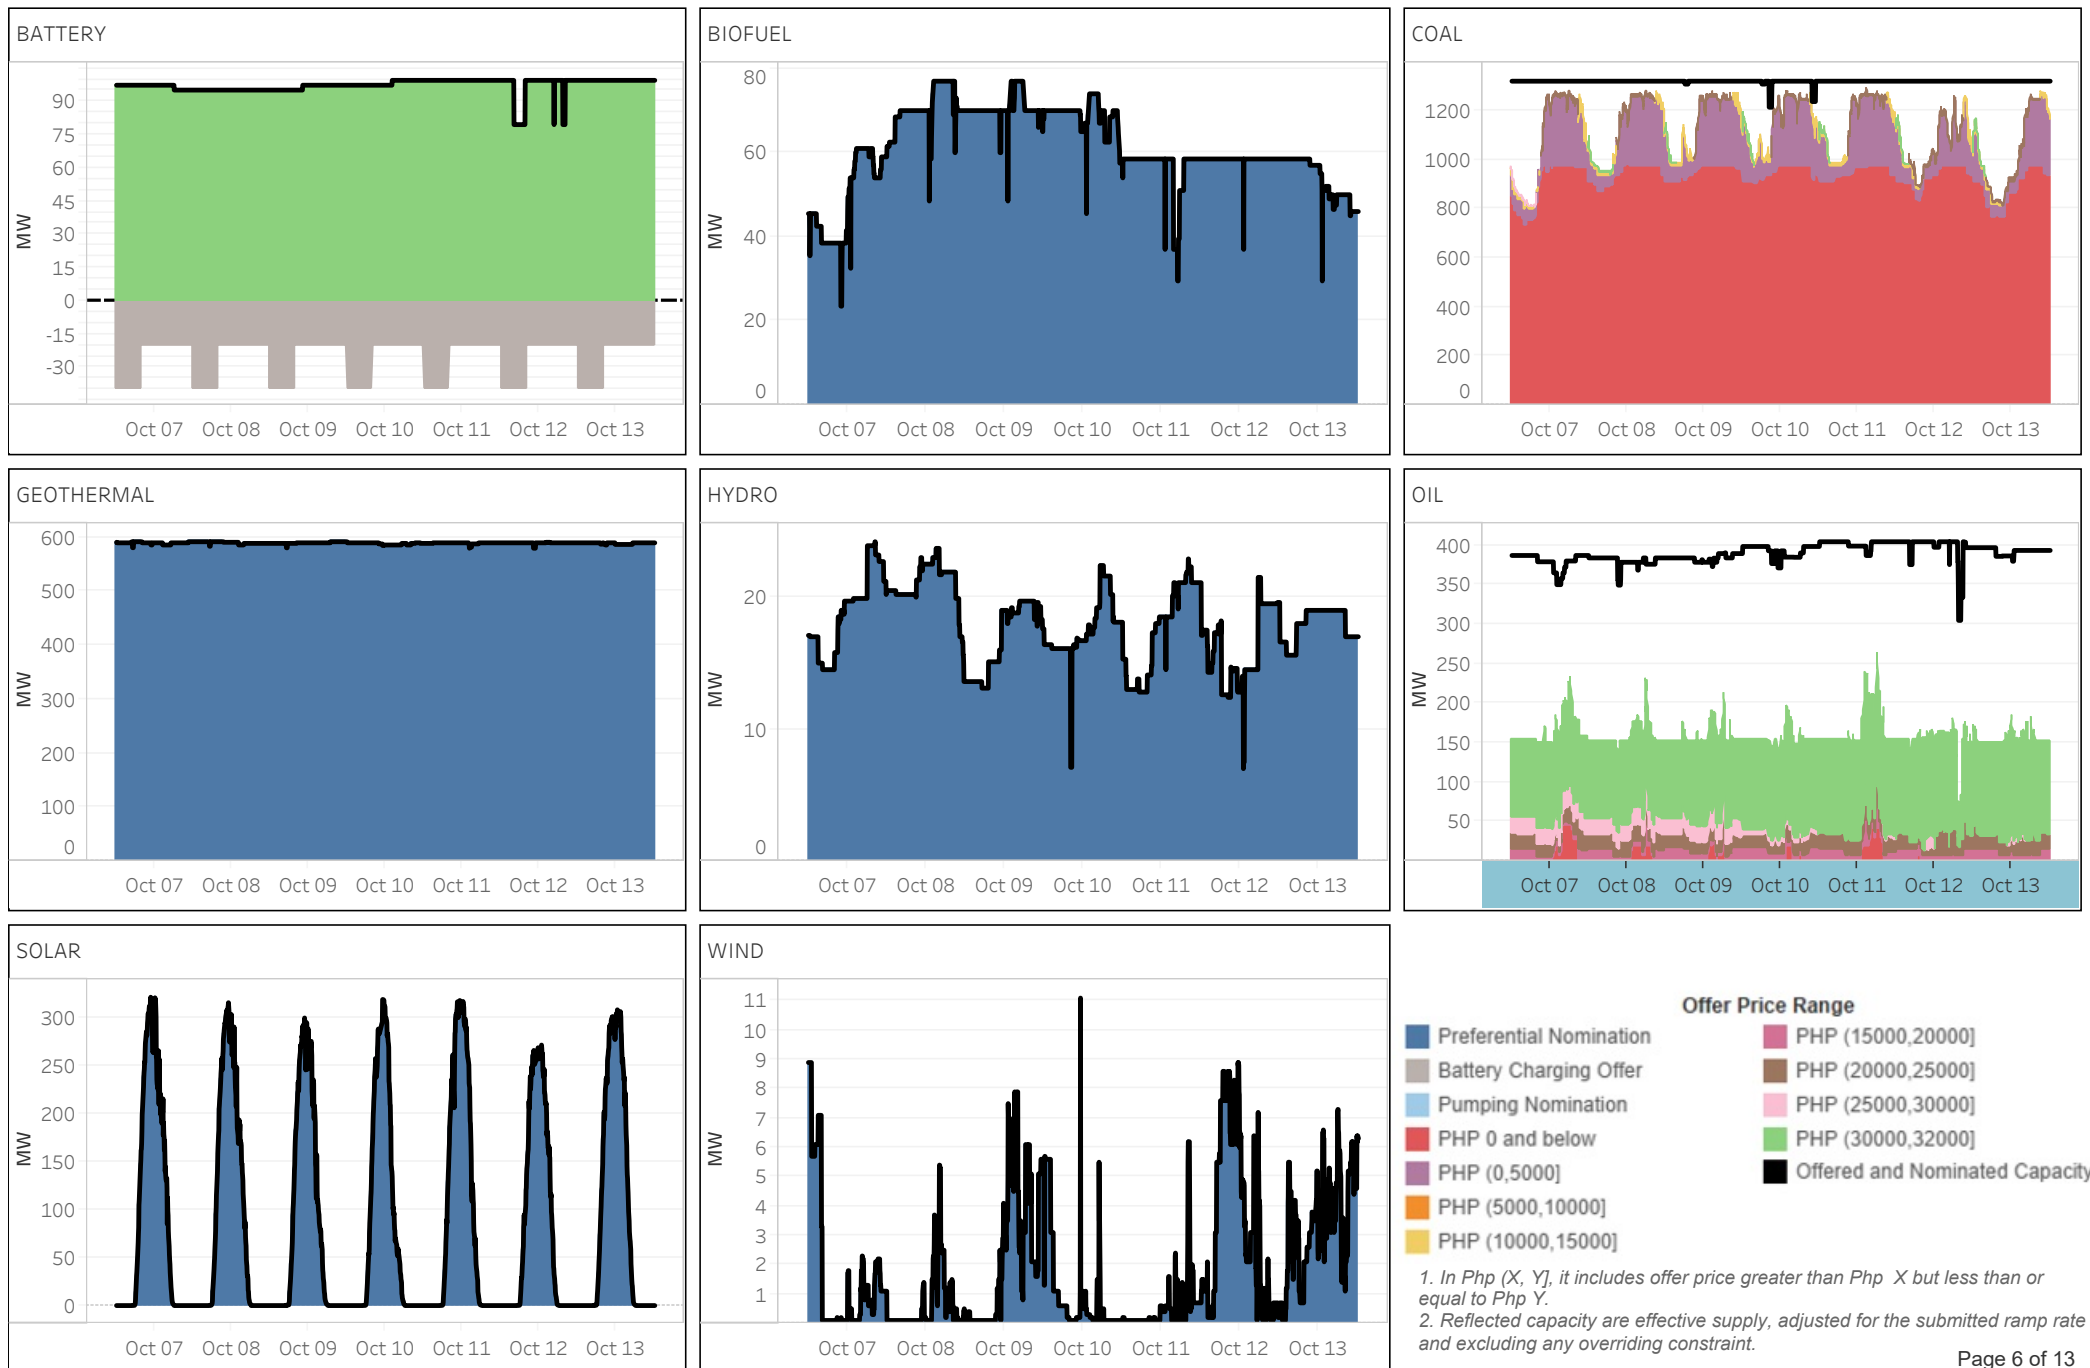 BATTERY
90
75
60
45
30
15
0
-15
-30
MW
Oct 07 Oct 08 Oct 09 Oct 10 Oct 11 Oct 12 Oct 13
BIOFUEL
80
60
40
20
0
MW
Oct 07 Oct 08 Oct 09 Oct 10 Oct 11 Oct 12 Oct 13
COAL
1200
1000
800
600
400
200
0
Oct 07 Oct 08 Oct 09 Oct 10 Oct 11 Oct 12 Oct 13
GEOTHERMAL
600
500
400
300
200
100
0
MW
Oct 07 Oct 08 Oct 09 Oct 10 Oct 11 Oct 12 Oct 13
HYDRO
20
10
0
MW
Oct 07 Oct 08 Oct 09 Oct 10 Oct 11 Oct 12 Oct 13
OIL
400
350
300
250
200
150
100
50
MW
Oct 07 Oct 08 Oct 09 Oct 10 Oct 11 Oct 12 Oct 13
SOLAR
300
250
200
150
100
50
0
MW
Oct 07 Oct 08 Oct 09 Oct 10 Oct 11 Oct 12 Oct 13
WIND
11
10
9
8
7
6
5
4
3
2
1
MW
Oct 07 Oct 08 Oct 09 Oct 10 Oct 11 Oct 12 Oct 13
Offer Price Range
Preferential Nomination
Battery Charging Offer
Pumping Nomination
PHP 0 and below
PHP (0,5000]
PHP (5000,10000]
PHP (10000,15000]
PHP (15000,20000]
PHP (20000,25000]
PHP (25000,30000]
PHP (30000,32000]
Offered and Nominated Capacity
1. In Php (X, Y], it includes offer price greater than Php X but less than or
equal to Php Y.
2. Reflected capacity are effective supply, adjusted for the submitted ramp rate
and excluding any overriding constraint.
Page 6 of 13